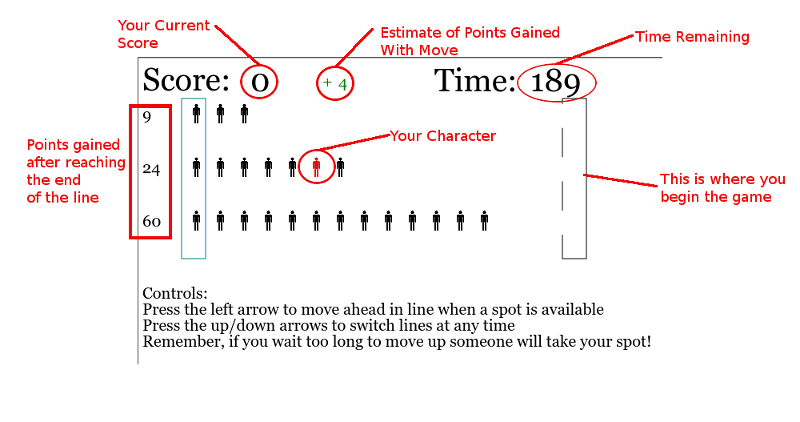 Your Current
Score
Estimate of Points Gained
With Move
Time Remaining
Score: 0
+ 4
Time: 189
9
Your Character
Points gained
after reaching
the end
of the line
24
This is where you
begin the game
60
Controls:
Press the left arrow to move ahead in line when a spot is available
Press the up/down arrows to switch lines at any time
Remember, if you wait too long to move up someone will take your spot!